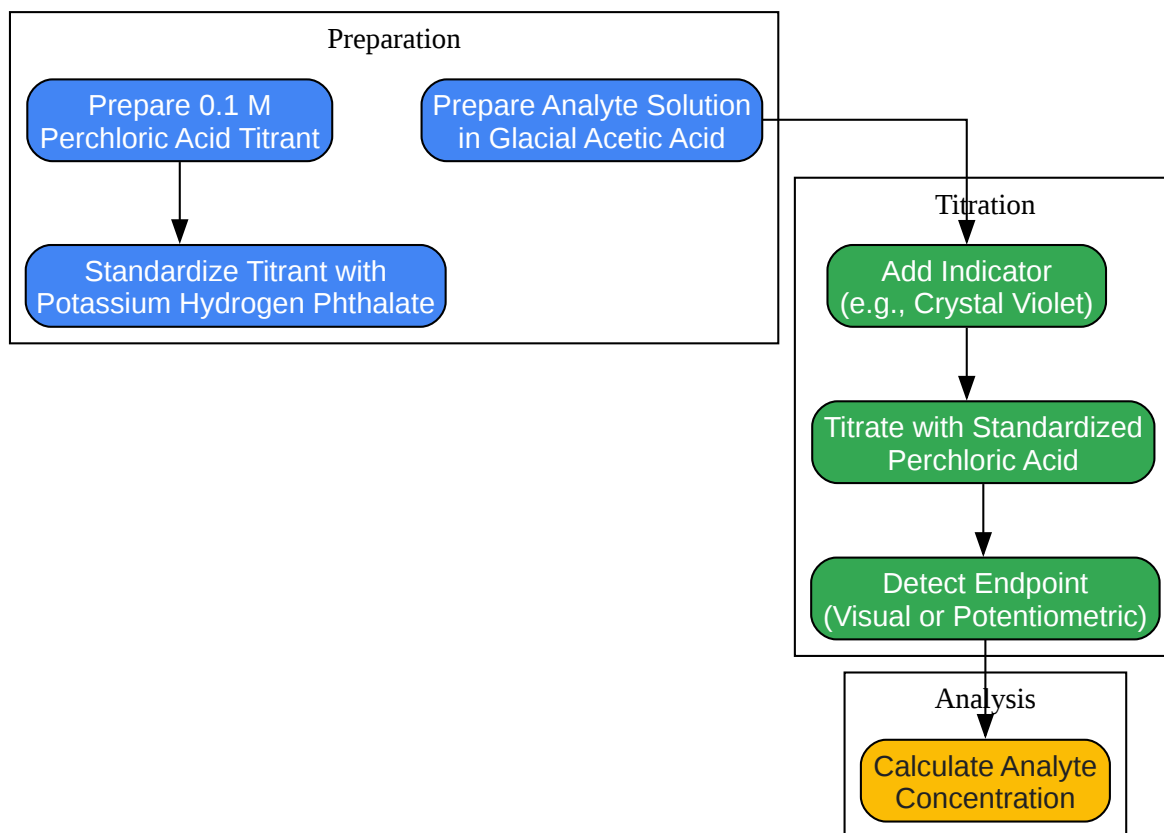 Preparation
Prepare 0.1 M
Perchloric Acid Titrant
Prepare Analyte Solution
in Glacial Acetic Acid
Standardize Titrant with
Potassium Hydrogen Phthalate
Titration
Add Indicator
(e.g., Crystal Violet)
Titrate with Standardized
Perchloric Acid
Detect Endpoint
(Visual or Potentiometric)
Analysis
Calculate Analyte
Concentration